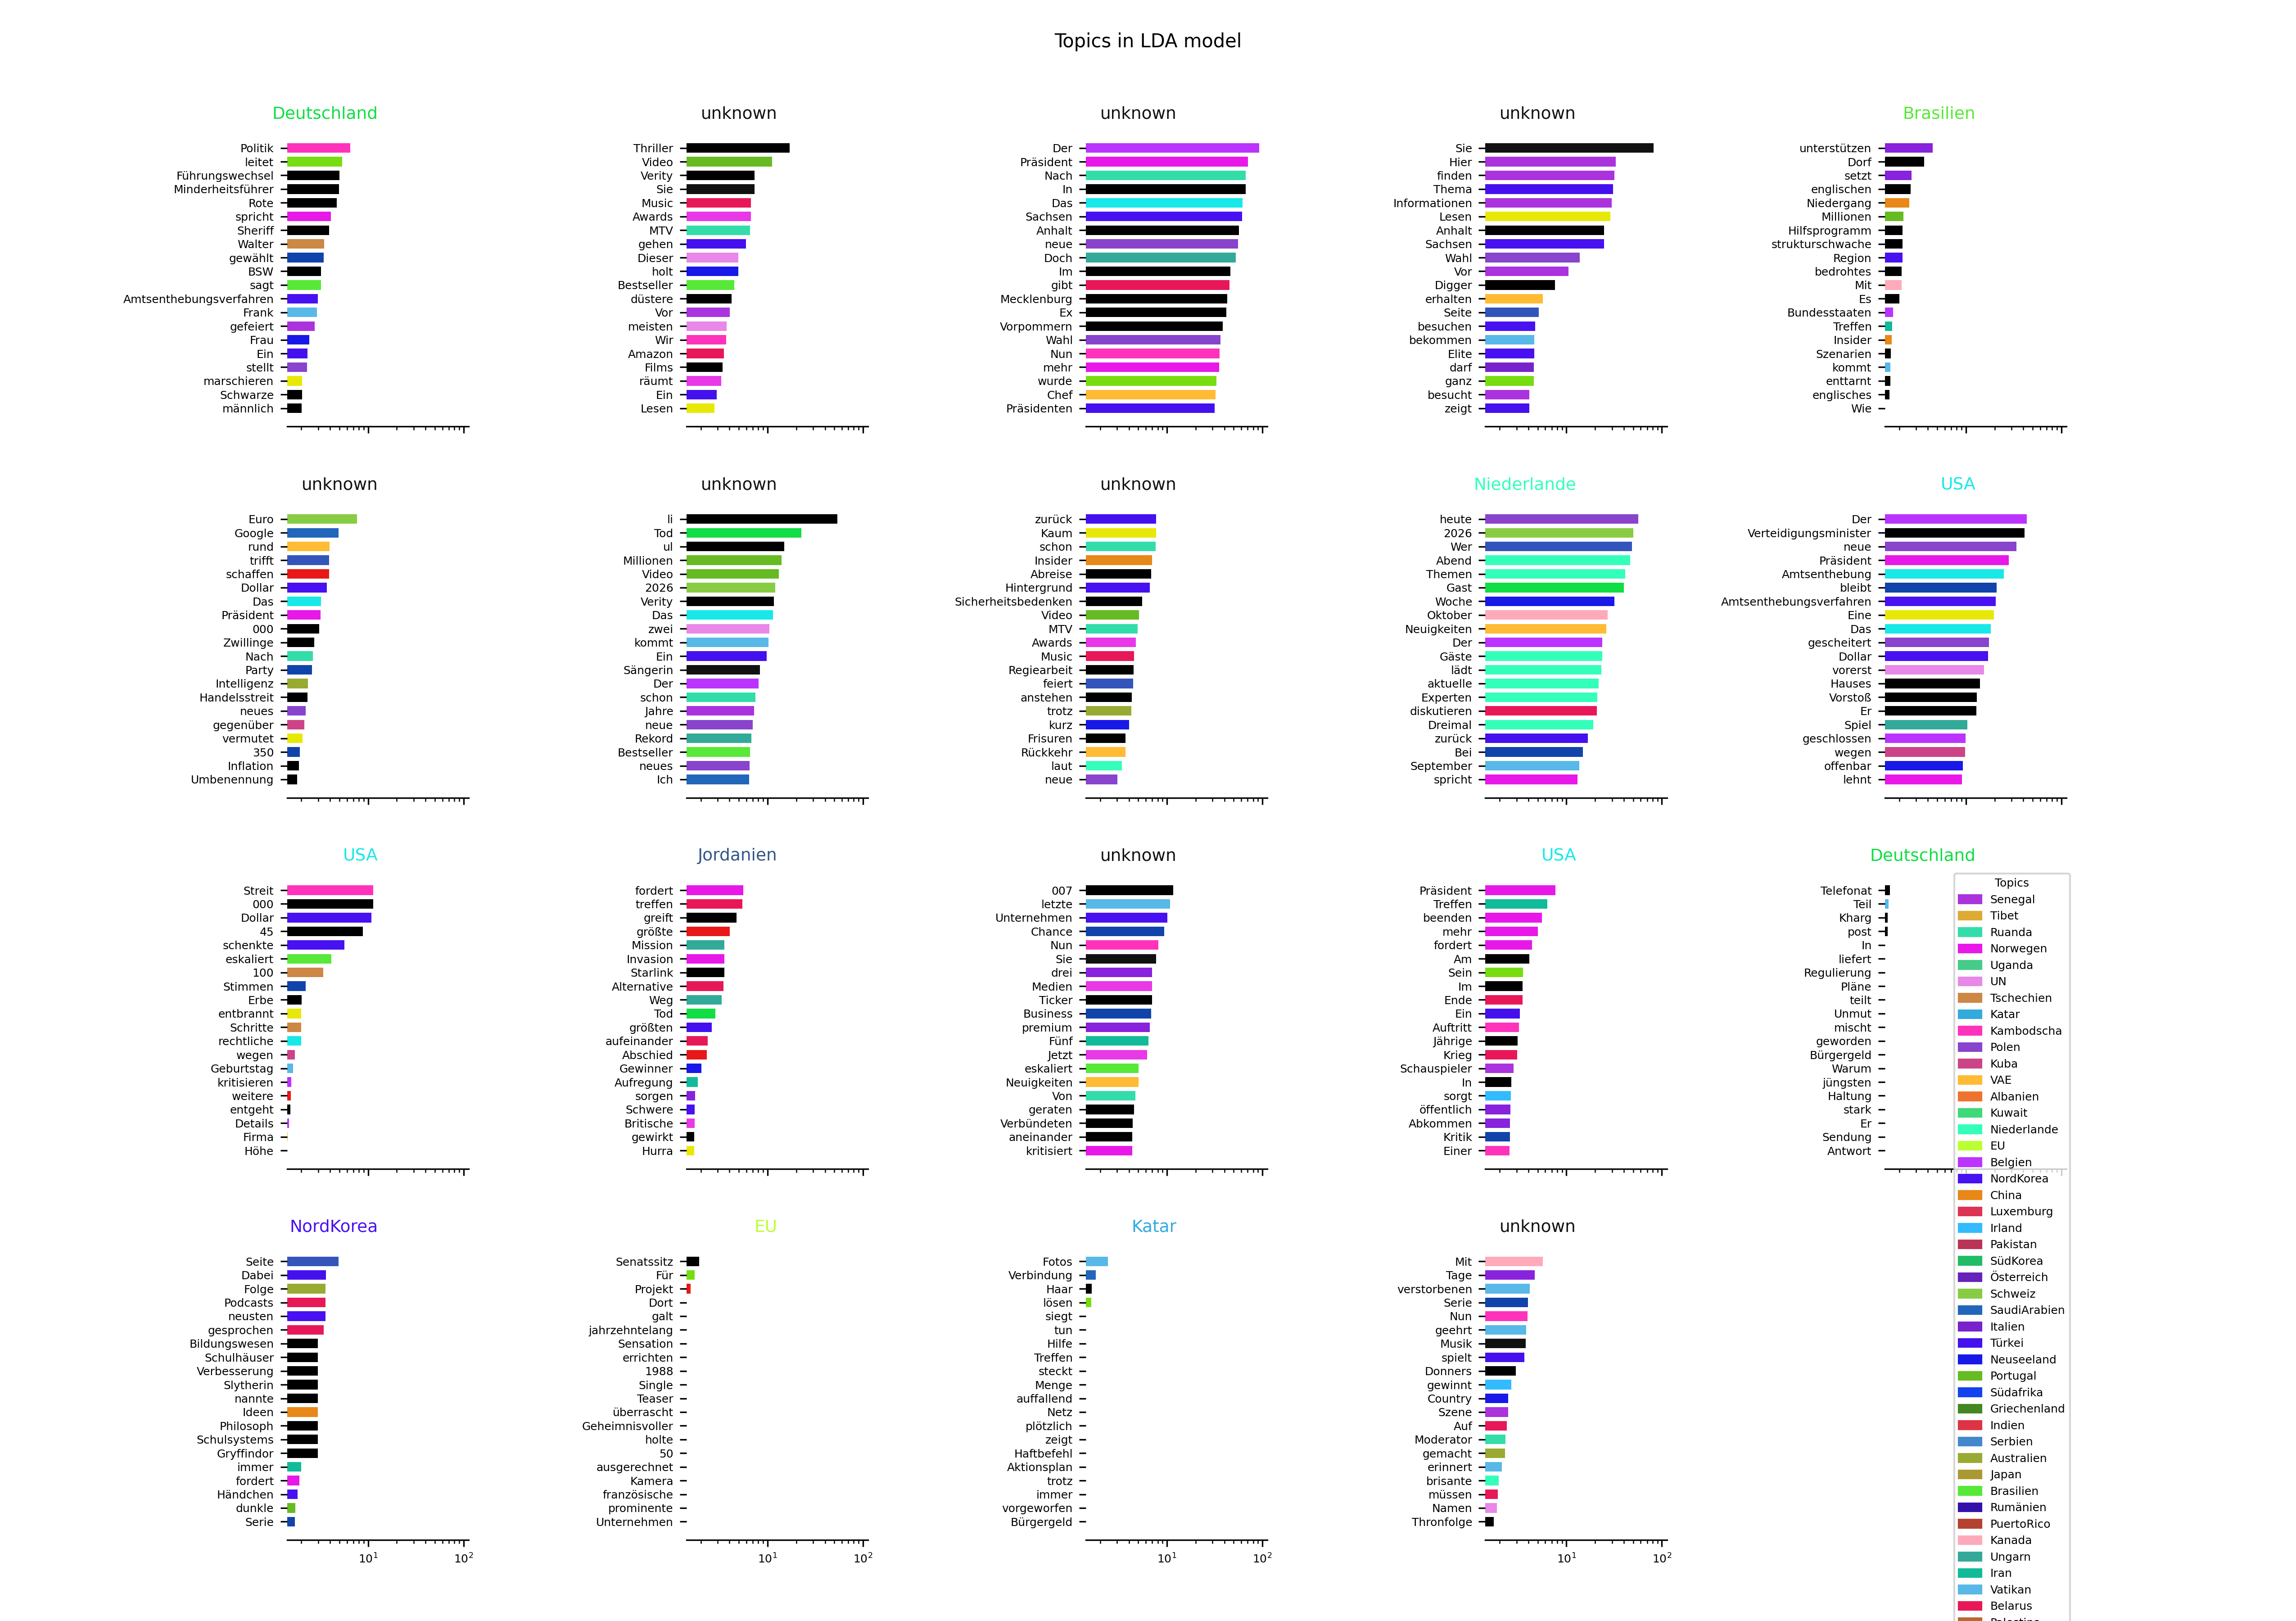 Topics in LDA model
Deutschland
Politik
leitet
Führungswechsel
Minderheitsführer
Rote
spricht
Sheriff
Walter
gewählt
BSW
sagt
Amtsenthebungsverfahren
Frank
gefeiert
Frau
Ein
stellt
marschieren
Schwarze
männlich
unknown
Thriller
Video
Verity
Sie
Music
Awards
MTV
gehen
Dieser
holt
Bestseller
düstere
Vor
meisten
Wir
Amazon
Films
räumt
Ein
Lesen
unknown
Der
Präsident
Nach
In
Das
Sachsen
Anhalt
neue
Doch
Im
gibt
Mecklenburg
Ex
Vorpommern
Wahl
Nun
mehr
wurde
Chef
Präsidenten
unknown
Sie
Hier
finden
Thema
Informationen
Lesen
Anhalt
Sachsen
Wahl
Vor
Digger
erhalten
Seite
besuchen
bekommen
Elite
darf
ganz
besucht
zeigt
Brasilien
unterstützen
Dorf
setzt
englischen
Niedergang
Millionen
Hilfsprogramm
strukturschwache
Region
bedrohtes
Mit
Es
Bundesstaaten
Treffen
Insider
Szenarien
kommt
enttarnt
englisches
Wie
unknown
Euro
Google
rund
trifft
schaffen
Dollar
Das
Präsident
000
Zwillinge
Nach
Party
Intelligenz
Handelsstreit
neues
gegenüber
vermutet
350
Inflation
Umbenennung
unknown
li
Tod
ul
Millionen
Video
2026
Verity
Das
zwei
kommt
Ein
Sängerin
Der
schon
Jahre
neue
Rekord
Bestseller
neues
Ich
unknown
zurück
Kaum
schon
Insider
Abreise
Hintergrund
Sicherheitsbedenken
Video
MTV
Awards
Music
Regiearbeit
feiert
anstehen
trotz
kurz
Frisuren
Rückkehr
laut
neue
Niederlande
heute
2026
Wer
Abend
Themen
Gast
Woche
Oktober
Neuigkeiten
Der
Gäste
lädt
aktuelle
Experten
diskutieren
Dreimal
zurück
Bei
September
spricht
USA
Der
Verteidigungsminister
neue
Präsident
Amtsenthebung
bleibt
Amtsenthebungsverfahren
Eine
Das
gescheitert
Dollar
vorerst
Hauses
Vorstoß
Er
Spiel
geschlossen
wegen
offenbar
lehnt
USA
Streit
000
Dollar
45
schenkte
eskaliert
100
Stimmen
Erbe
entbrannt
Schritte
rechtliche
wegen
Geburtstag
kritisieren
weitere
entgeht
Details
Firma
Höhe
Jordanien
fordert
treffen
greift
größte
Mission
Invasion
Starlink
Alternative
Weg
Tod
größten
aufeinander
Abschied
Gewinner
Aufregung
sorgen
Schwere
Britische
gewirkt
Hurra
unknown
007
letzte
Unternehmen
Chance
Nun
Sie
drei
Medien
Ticker
Business
premium
Fünf
Jetzt
eskaliert
Neuigkeiten
Von
geraten
Verbündeten
aneinander
kritisiert
USA
Präsident
Treffen
beenden
mehr
fordert
Am
Sein
Im
Ende
Ein
Auftritt
Jährige
Krieg
Schauspieler
In
sorgt
öffentlich
Abkommen
Kritik
Einer
Deutschland
Telefonat
Teil
Kharg
post
In
liefert
Regulierung
Pläne
teilt
Unmut
mischt
geworden
Bürgergeld
Warum
jüngsten
Haltung
stark
Er
Sendung
Antwort
Topics
Senegal
Tibet
Ruanda
Norwegen
Uganda
UN
Tschechien
Katar
Kambodscha
Polen
Kuba
VAE
Albanien
Kuwait
Niederlande
EU
Belgien
NordKorea
China
Luxemburg
Irland
Pakistan
SüdKorea
Österreich
Schweiz
SaudiArabien
Italien
Türkei
Neuseeland
Portugal
Südafrika
Griechenland
Indien
Serbien
Australien
Japan
Brasilien
Rumänien
PuertoRico
Kanada
Ungarn
Iran
Vatikan
Belarus
NordKorea
Seite
Dabei
Folge
Podcasts
neusten
gesprochen
Bildungswesen
Schulhäuser
Verbesserung
Slytherin
nannte
Ideen
Philosoph
Schulsystems
Gryffindor
immer
fordert
Händchen
dunkle
Serie
10¹ 10²
EU
Senatssitz
Für
Projekt
Dort
galt
jahrzehntelang
Sensation
errichten
1988
Single
Teaser
überrascht
Geheimnisvoller
holte
50
ausgerechnet
Kamera
französische
prominente
Unternehmen
10¹ 10²
Katar
Fotos
Verbindung
Haar
lösen
siegt
tun
Hilfe
Treffen
steckt
Menge
auffallend
Netz
plötzlich
zeigt
Haftbefehl
Aktionsplan
trotz
immer
vorgeworfen
Bürgergeld
10¹ 10²
unknown
Mit
Tage
verstorbenen
Serie
Nun
geehrt
Musik
spielt
Donners
gewinnt
Country
Szene
Auf
Moderator
gemacht
erinnert
brisante
müssen
Namen
Thronfolge
10¹ 10²